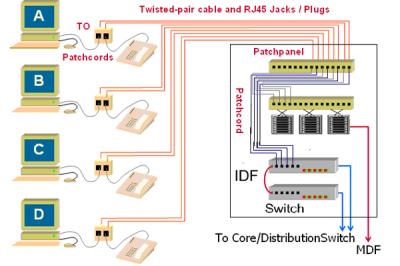 Twisted-pair cable and RJ45 Jacks / Plugs
A
TO
Patchcords
B
C
D
Patchpanel
Patchcord
IDF
Switch
To Core/DistributionSwitch
MDF